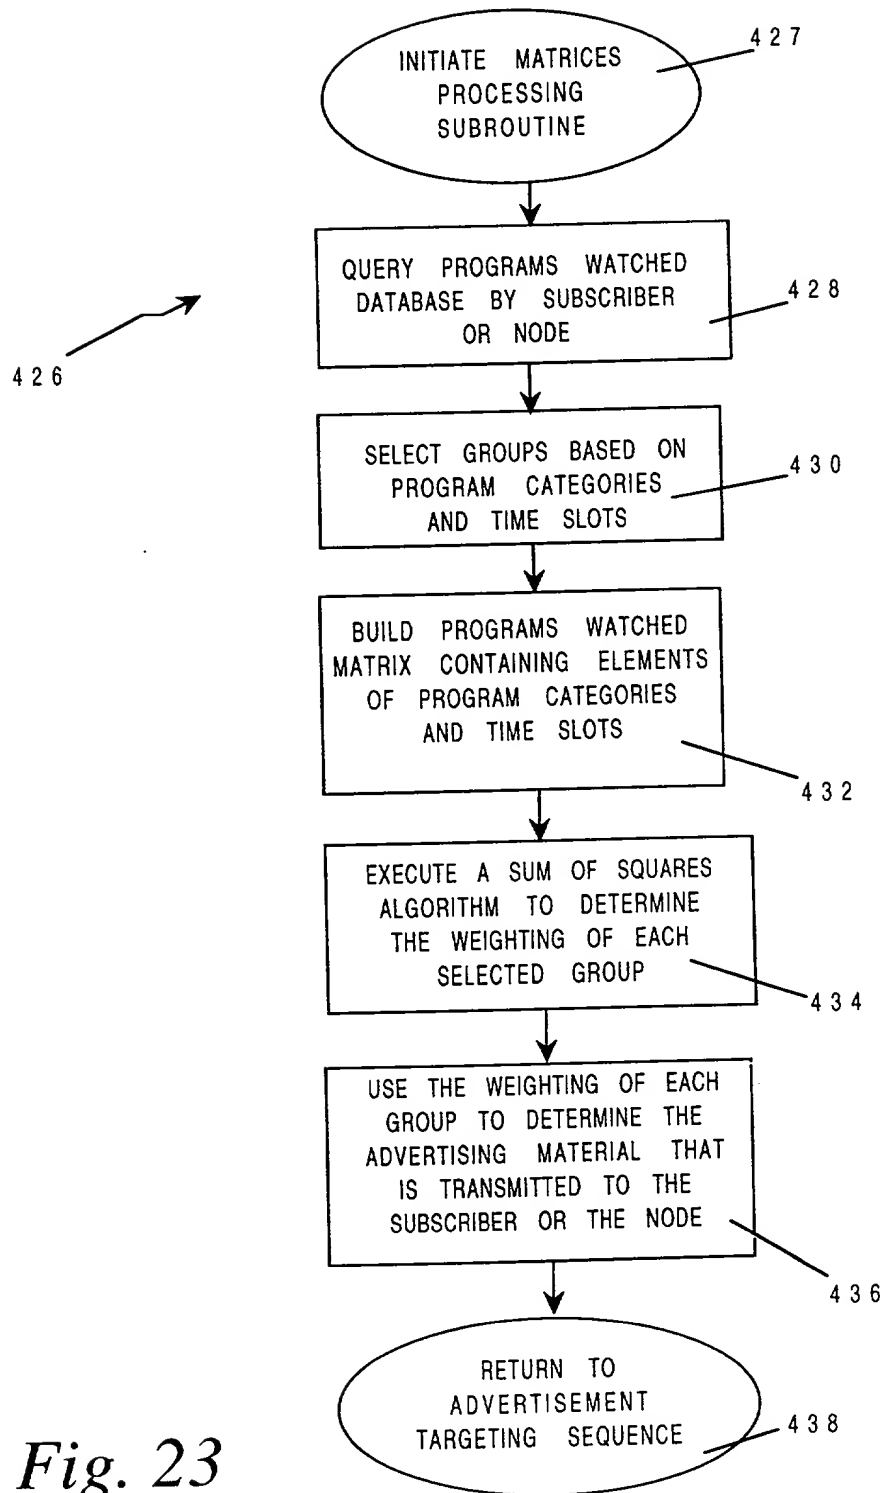 INITIATE MATRICES
PROCESSING
SUBROUTINE
427
QUERY PROGRAMS WATCHED
DATABASE BY SUBSCRIBER
OR NODE
428
426
SELECT GROUPS BASED ON
PROGRAM CATEGORIES
AND TIME SLOTS
430
BUILD PROGRAMS WATCHED
MATRIX CONTAINING ELEMENTS
OF PROGRAM CATEGORIES
AND TIME SLOTS
432
EXECUTE A SUM OF SQUARES
ALGORITHM TO DETERMINE
THE WEIGHTING OF EACH
SELECTED GROUP
434
USE THE WEIGHTING OF EACH
GROUP TO DETERMINE THE
ADVERTISING MATERIAL THAT
IS TRANSMITTED TO THE
SUBSCRIBER OR THE NODE
436
RETURN TO
ADVERTISEMENT
TARGETING SEQUENCE
438
Fig. 23